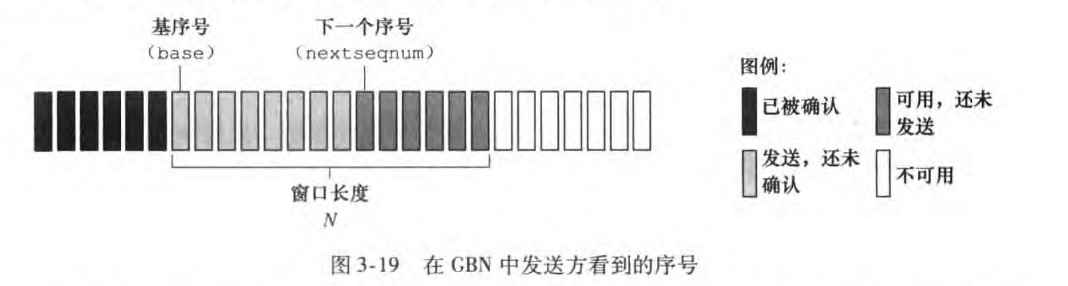 基序号
(base)
下一个序号
(nextseqnum)
窗口长度
N
图例:
已被确认
可用，还未
发送
发送，还未
确认
不可用
图 3-19 在 GBN 中发送方看到的序号